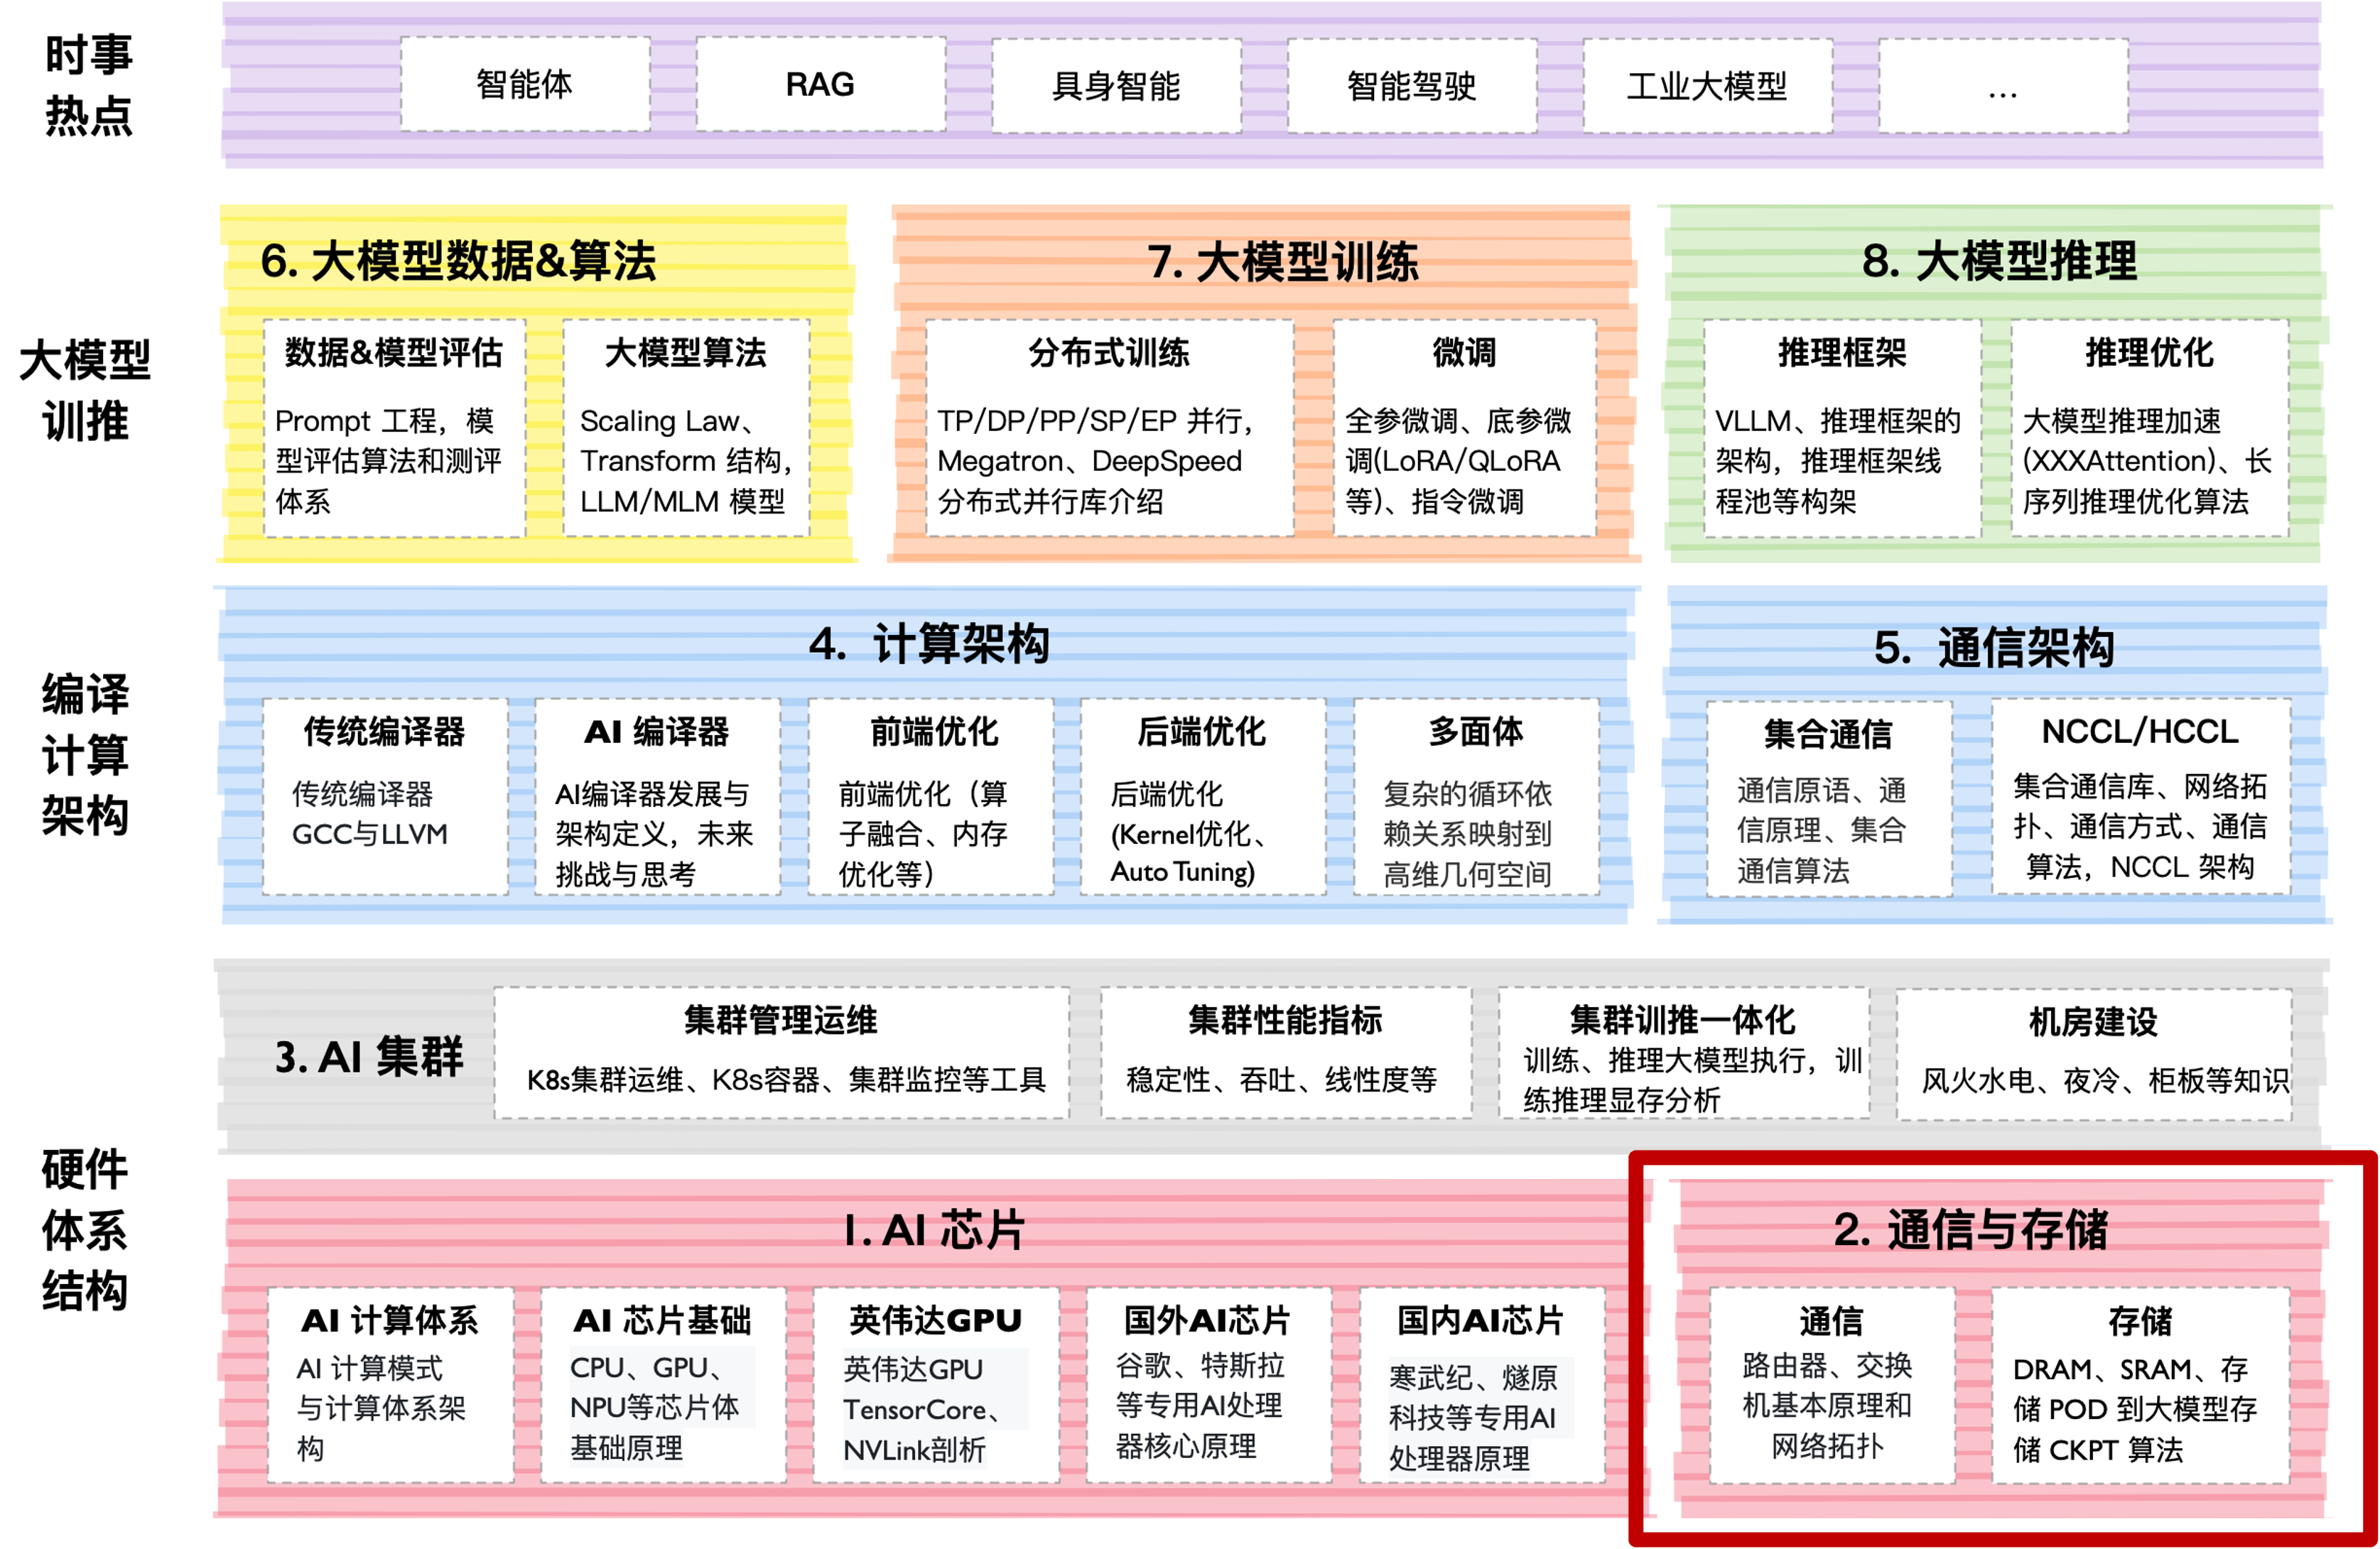 时事
热点
智能体
RAG
具身智能
智能驾驶
工业大模型
...
大模型
训推
6. 大模型数据&算法
数据&模型评估
Prompt 工程，模
型评估算法和测评
体系
大模型算法
Scaling Law、
Transform 结构，
LLM/MLM 模型
7. 大模型训练
分布式训练
TP/DP/PP/SP/EP 并行，
Megatron、DeepSpeed
分布式并行库介绍
微调
全参微调、底参微
调(LoRA/QLoRA
等)、指令微调
8. 大模型推理
推理框架
VLLM、推理框架的
架构，推理框架线
程池等构架
推理优化
大模型推理加速
(XXXAttention)、长
序列推理优化算法
编译
计算
架构
4. 计算架构
传统编译器
传统编译器
GCC与LLVM
AI 编译器
AI编译器发展与
架构定义，未来
挑战与思考
前端优化
前端优化（算
子融合、内存
优化等）
后端优化
后端优化
(Kernel优化、
Auto Tuning)
多面体
复杂的循环依
赖关系映射到
高维几何空间
5. 通信架构
集合通信
通信原语、通
信原理、集合
通信算法
NCCL/HCCL
集合通信库、网络拓
扑、通信方式、通信
算法，NCCL 架构
硬件
体系
结构
3. AI 集群
集群管理运维
K8s集群运维、K8s容器、集群监控等工具
集群性能指标
稳定性、吞吐、线性度等
集群训推一体化
训练、推理大模型执行，训
练推理显存分析
机房建设
风火水电、夜冷、柜板等知识
1. AI 芯片
AI 计算体系
AI 计算模式
与计算体系架
构
AI 芯片基础
CPU、GPU、
NPU等芯片体
基础原理
英伟达GPU
英伟达GPU
TensorCore、
NVLink剖析
国外AI芯片
谷歌、特斯拉
等专用AI处理
器核心原理
国内AI芯片
寒武纪、燧原
科技等专用AI
处理器原理
2. 通信与存储
通信
路由器、交换
机基本原理和
网络拓扑
存储
DRAM、SRAM、存
储 POD 到大模型存
储 CKPT 算法